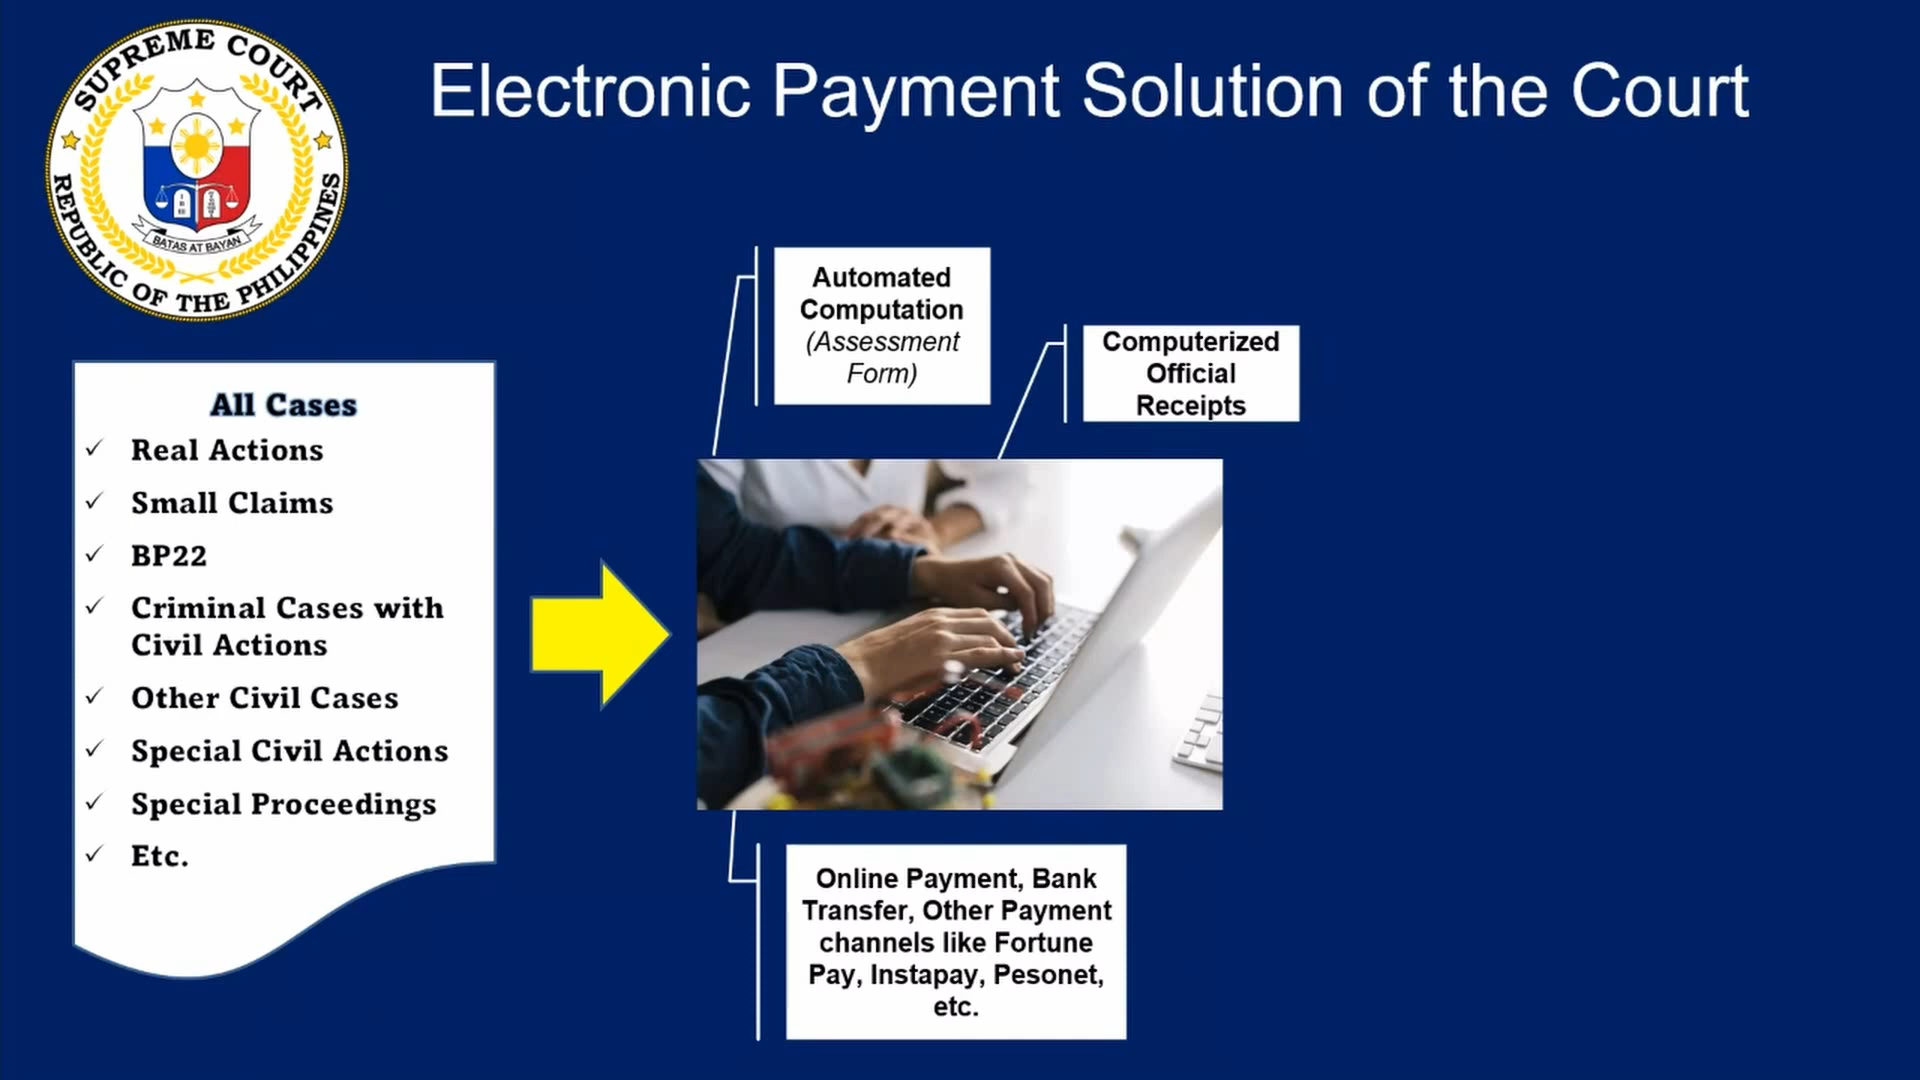 SUPREME COURT
REPUBLIC OF THE PHILIPPINES
BATAS AT BAYAN
Electronic Payment Solution of the Court
All Cases
✓ Real Actions
✓ Small Claims
✓ BP22
✓ Criminal Cases with
Civil Actions
✓ Other Civil Cases
✓ Special Civil Actions
✓ Special Proceedings
✓ Etc.
Automated
Computation
(Assessment
Form)
Computerized
Official
Receipts
Online Payment, Bank
Transfer, Other Payment
channels like Fortune
Pay, Instapay, Pesonet,
etc.